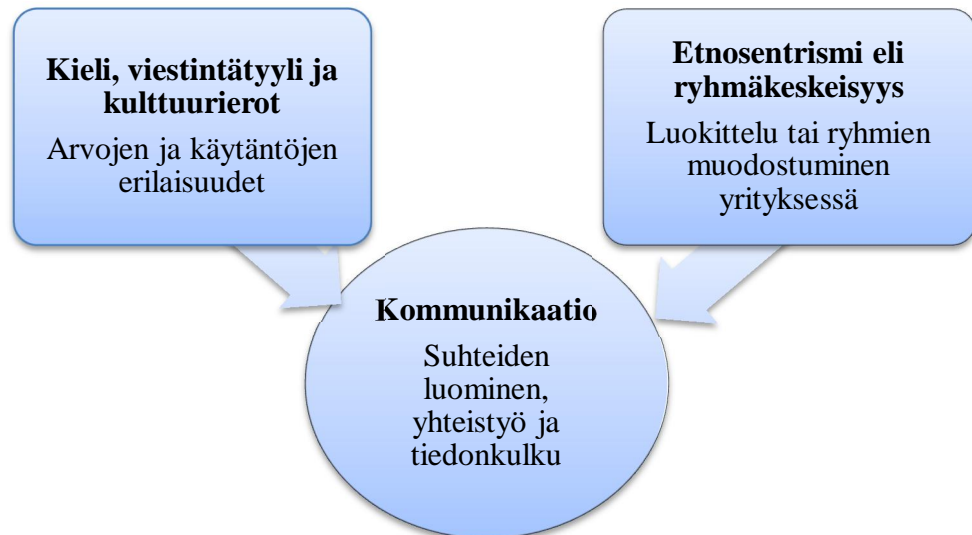 Kieli, viestintätyyli ja
kulttuurierot
Arvojen ja käytäntöjen
erilaisuudet
Etnosentrismi eli
ryhmäkeskeisyys
Luokittelu tai ryhmien
muodostuminen
yrityksessä
Kommunikaatio
Suhteiden
luominen,
yhteistyö ja
tiedonkulku